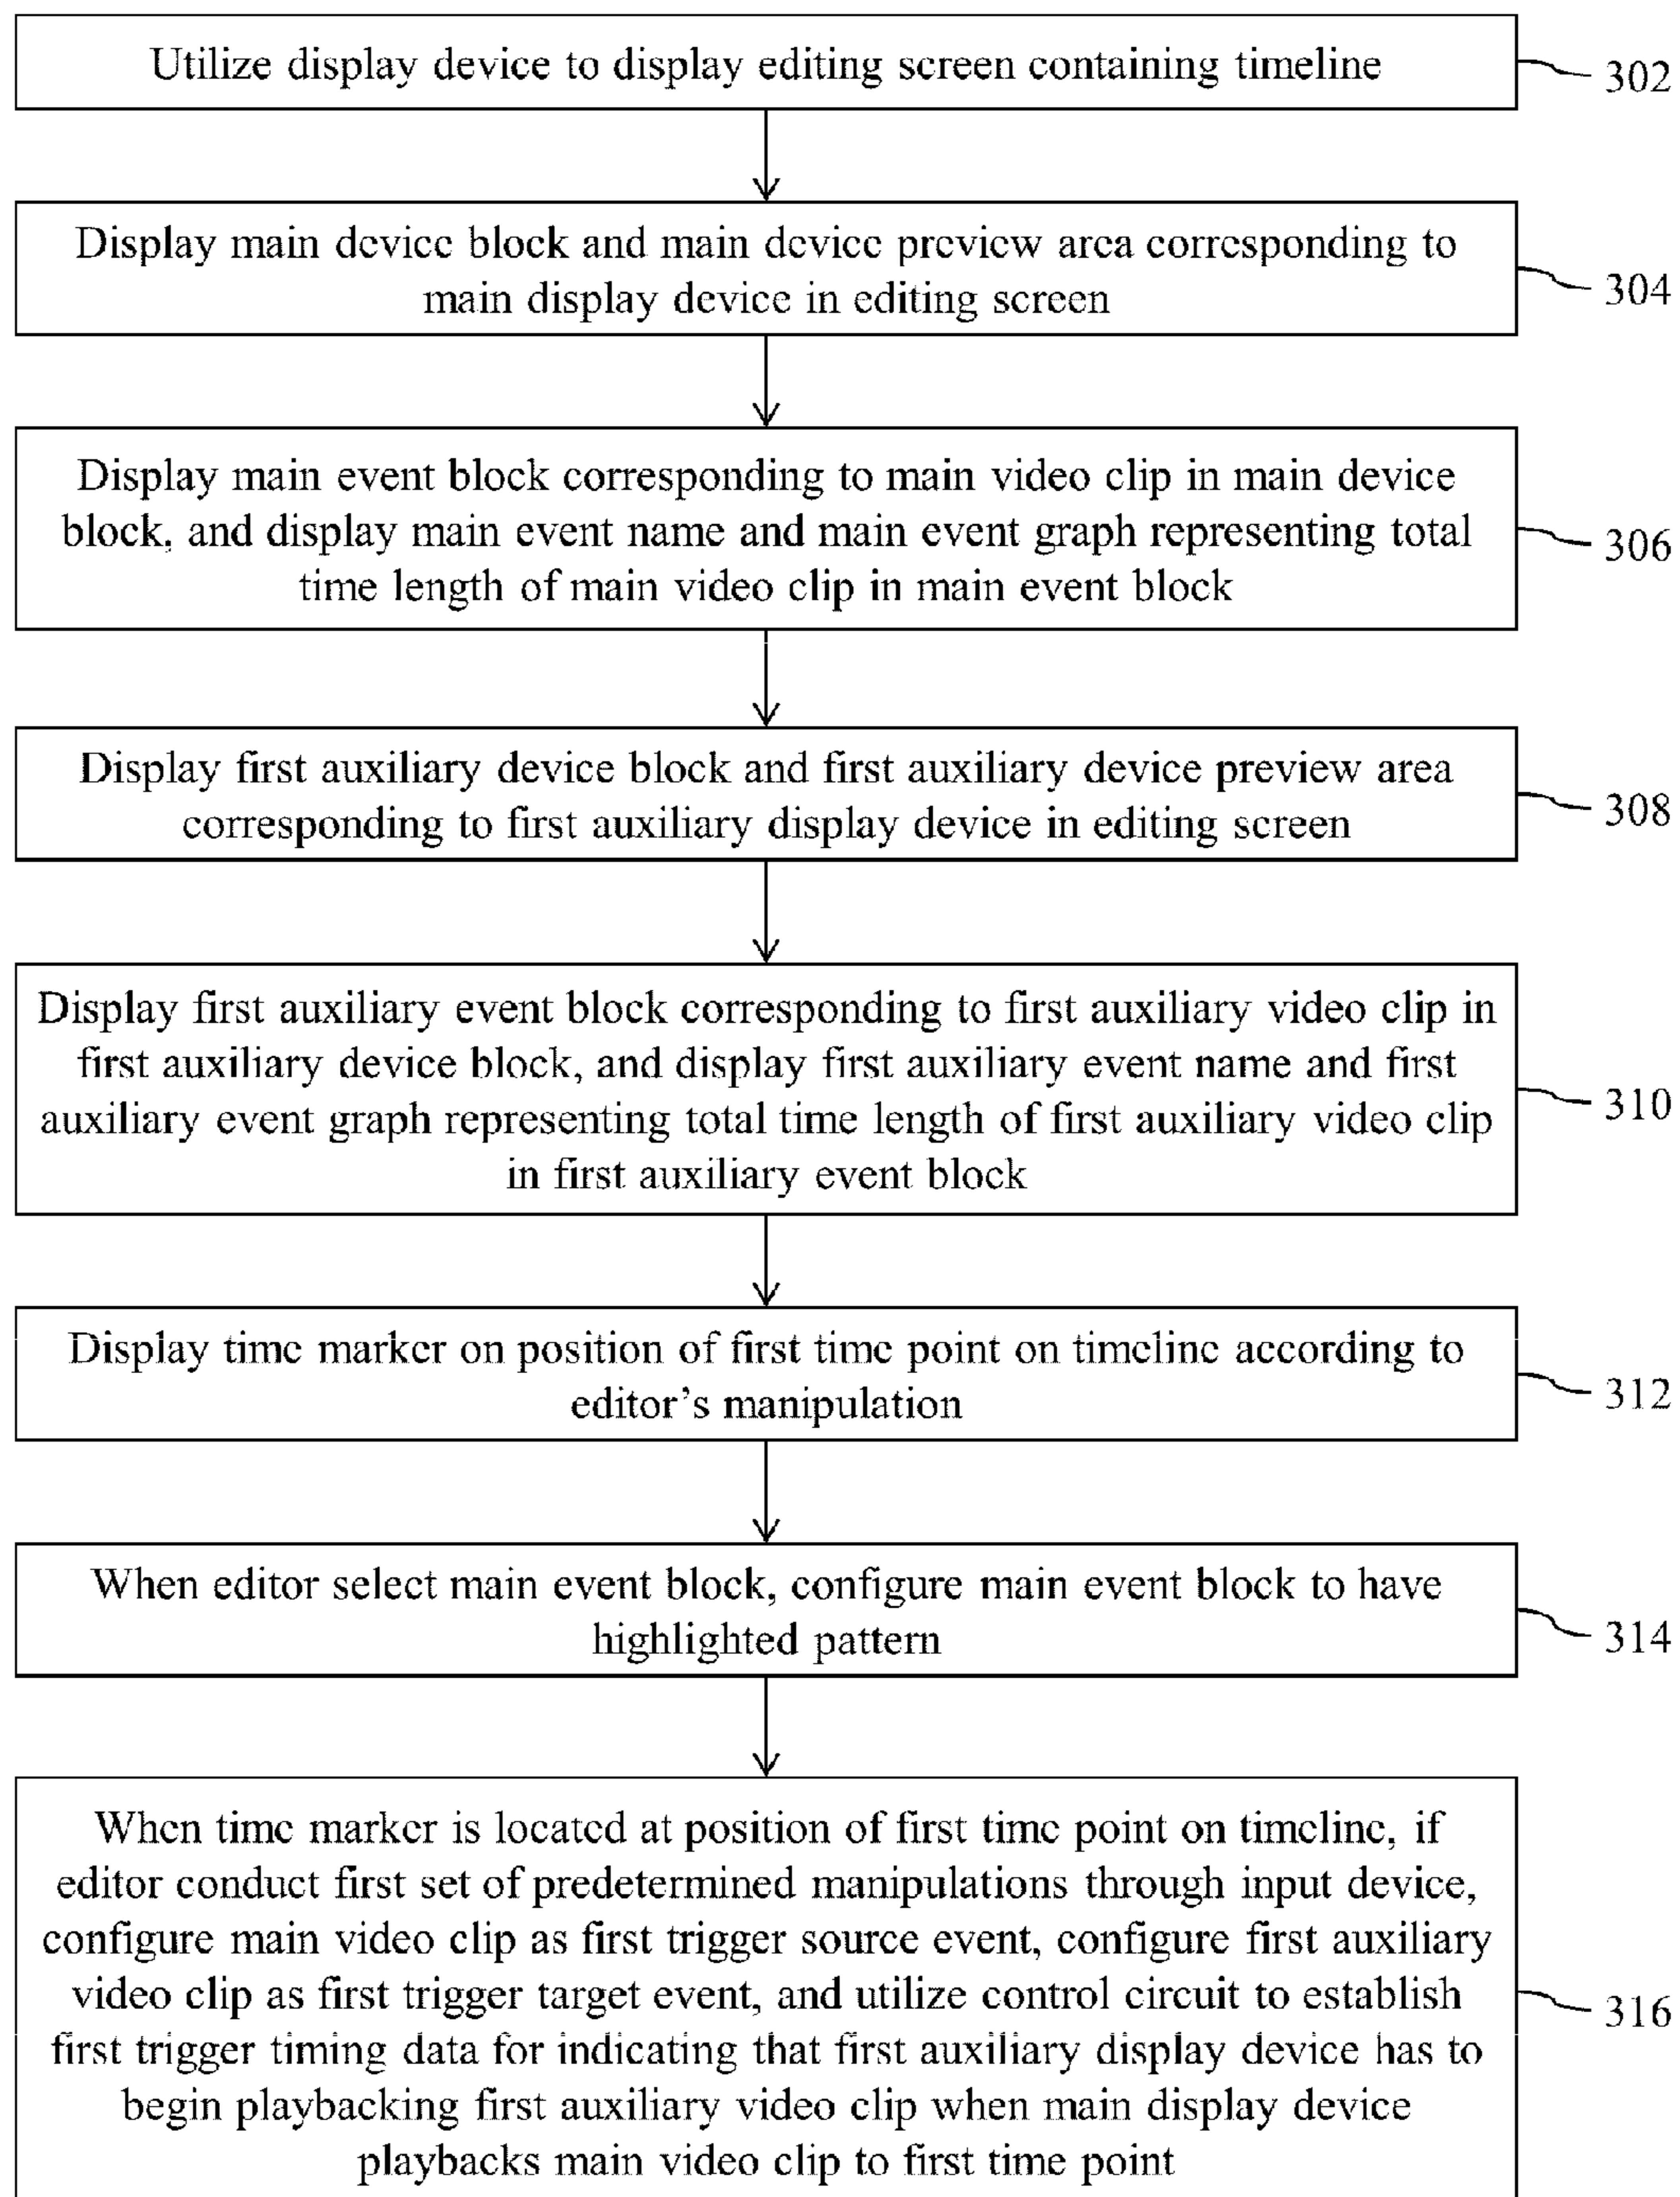 Utilize display device to display editing screen containing timeline
302
Display main device block and main device preview area corresponding to
main display device in editing screen
304
Display main event block corresponding to main video clip in main device
block, and display main event name and main event graph representing total
time length of main video clip in main event block
306
Display first auxiliary device block and first auxiliary device preview area
corresponding to first auxiliary display device in editing screen
308
Display first auxiliary event block corresponding to first auxiliary video clip in
first auxiliary device block, and display first auxiliary event name and first
auxiliary event graph representing total time length of first auxiliary video clip
in first auxiliary event block
310
Display time marker on position of first time point on timeline according to
editor’s manipulation
312
When editor select main event block, configure main event block to have
highlighted pattern
314
When time marker is located at position of first time point on timeline, if
editor conduct first set of predetermined manipulations through input device,
configure main video clip as first trigger source event, configure first auxiliary
video clip as first trigger target event, and utilize control circuit to establish
first trigger timing data for indicating that first auxiliary display device has to
begin playbacking first auxiliary video clip when main display device
playbacks main video clip to first time point
316